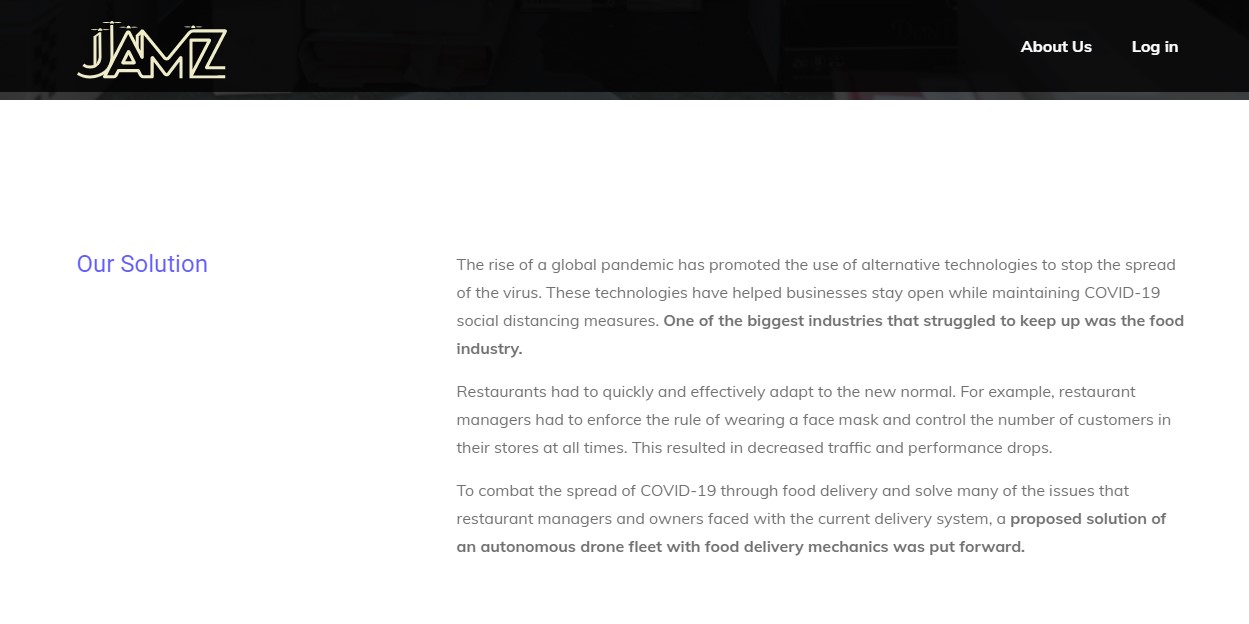 JAMZ
About Us
Log in
Our Solution
The rise of a global pandemic has promoted the use of alternative technologies to stop the spread
of the virus. These technologies have helped businesses stay open while maintaining COVID-19
social distancing measures. One of the biggest industries that struggled to keep up was the food
industry.
Restaurants had to quickly and effectively adapt to the new normal. For example, restaurant
managers had to enforce the rule of wearing a face mask and control the number of customers in
their stores at all times. This resulted in decreased traffic and performance drops.
To combat the spread of COVID-19 through food delivery and solve many of the issues that
restaurant managers and owners faced with the current delivery system, a proposed solution of
an autonomous drone fleet with food delivery mechanics was put forward.